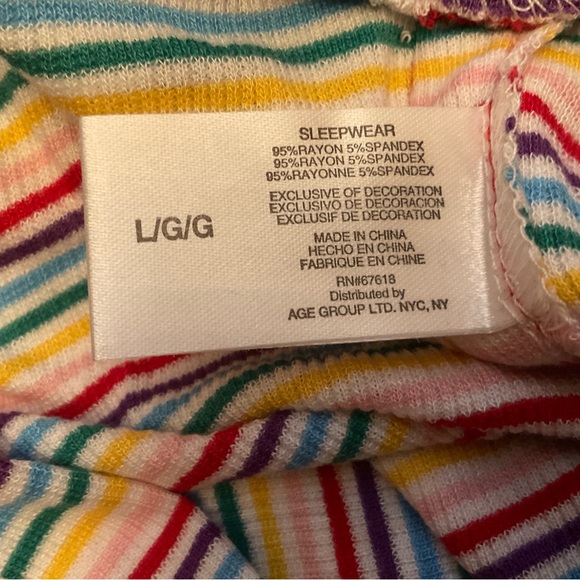 SLEEPWEAR
95%RAYON 5%SPANDEX
95%RAYON 5%SPANDEX
95%RAYONNE 5%SPANDEX
L/G/G
EXCLUSIVE OF DECORATION
EXCLUSIVO DE DECORACION
EXCLUSIF DE DECORATION
MADE IN CHINA
HECHO EN CHINA
FABRIQUE EN CHINE
RN#67618
Distributed by
AGE GROUP LTD. NYC, NY